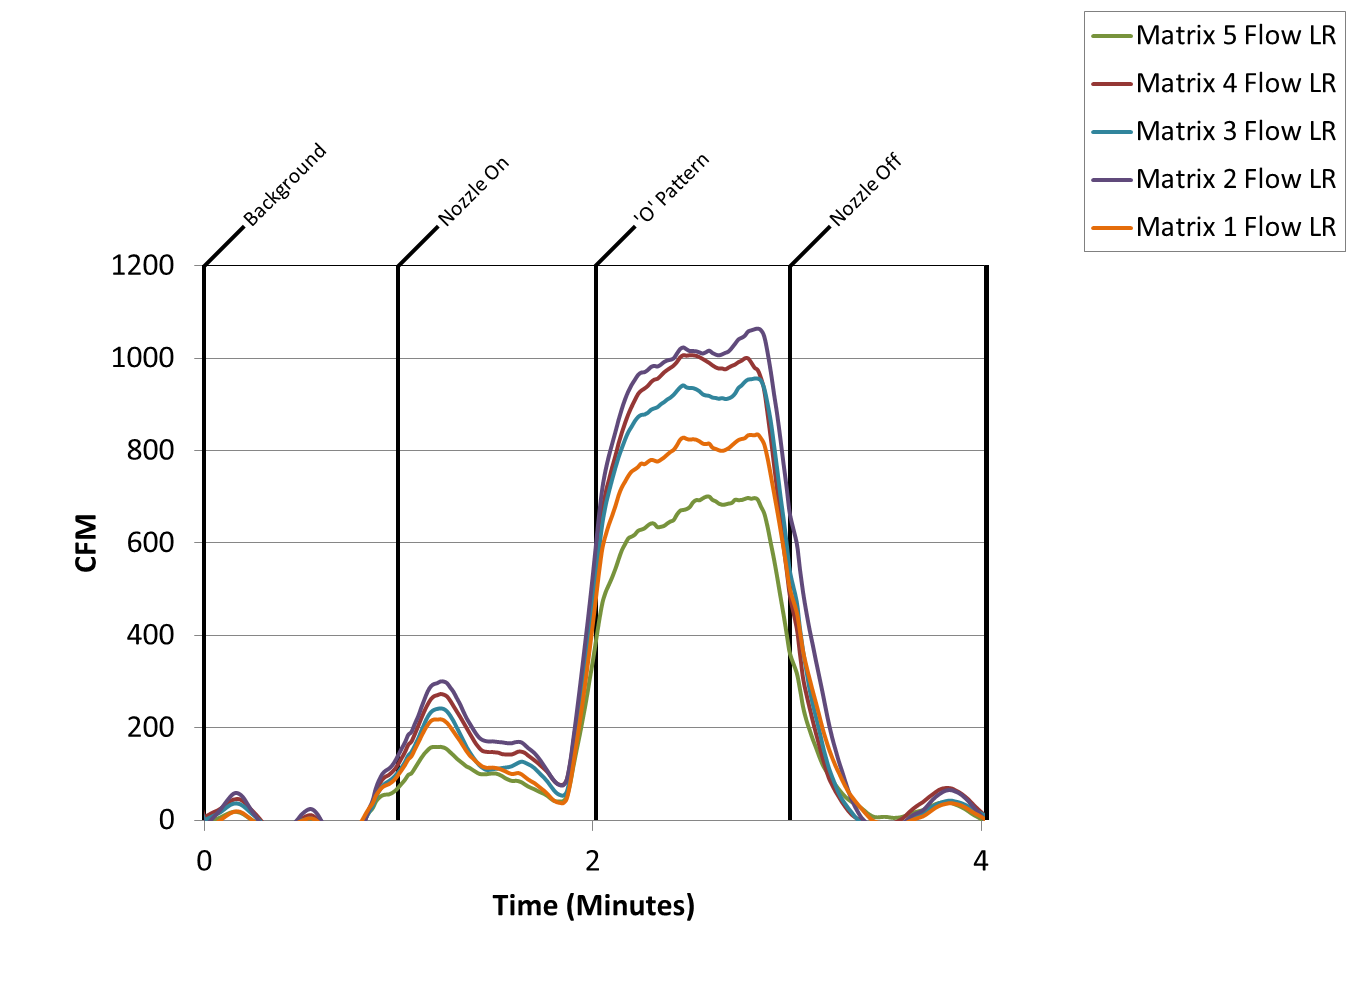 Matrix 5 Flow LR
Matrix 4 Flow LR
Matrix 3 Flow LR
Matrix 2 Flow LR
Matrix 1 Flow LR
Background
Nozzle On
'O' Pattern
Nozzle Off
1200
1000
800
600
400
200
0
CFM
0 2 4
Time (Minutes)